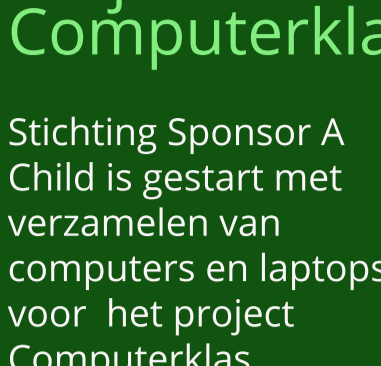 Computerkla
Stichting Sponsor A
Child is gestart met
verzamelen van
computers en laptops
voor het project
Computerklas